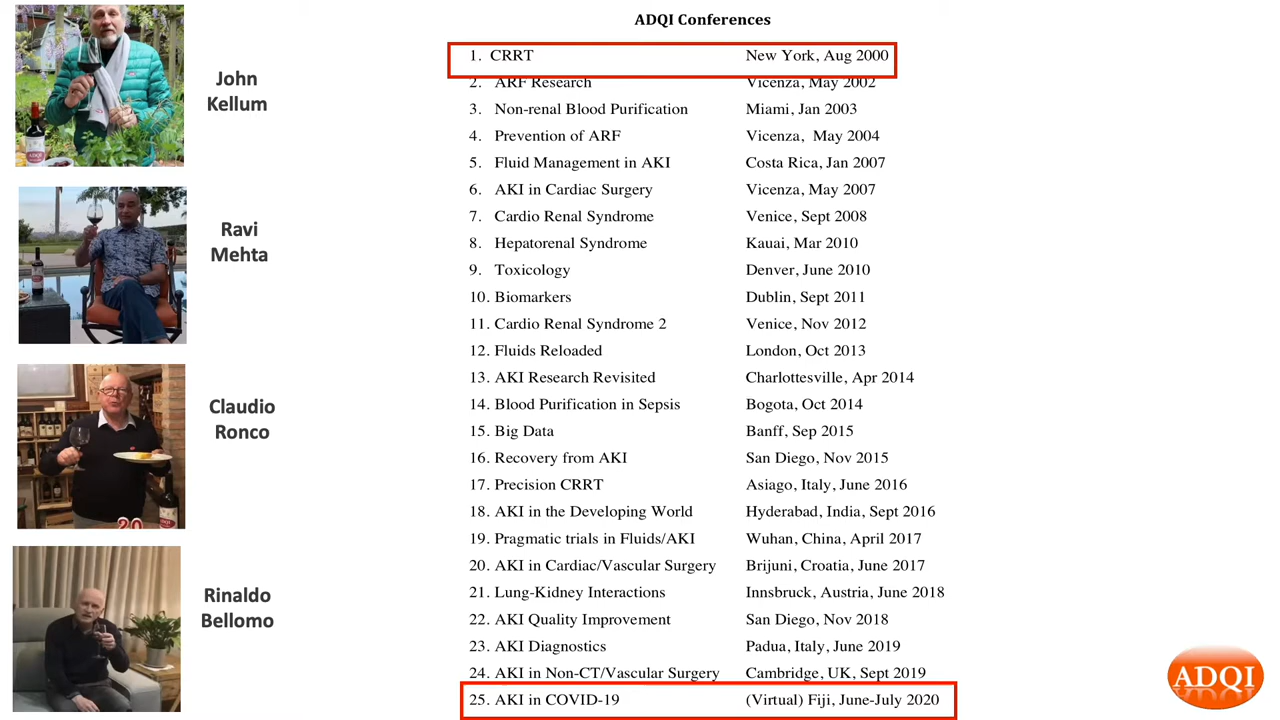 ADQI Conferences
John
Kellum
Ravi
Mehta
Claudio
Ronco
Rinaldo
Bellomo
1. CRRT New York, Aug 2000
2. ARF Research Vicenza, May 2002
3. Non-renal Blood Purification Miami, Jan 2003
4. Prevention of ARF Vicenza, May 2004
5. Fluid Management in AKI Costa Rica, Jan 2007
6. AKI in Cardiac Surgery Vicenza, May 2007
7. Cardio Renal Syndrome Venice, Sept 2008
8. Hepatorenal Syndrome Kauai, Mar 2010
9. Toxicology Denver, June 2010
10. Biomarkers Dublin, Sept 2011
11. Cardio Renal Syndrome 2 Venice, Nov 2012
12. Fluids Reloaded London, Oct 2013
13. AKI Research Revisited Charlottesville, Apr 2014
14. Blood Purification in Sepsis Bogota, Oct 2014
15. Big Data Banff, Sep 2015
16. Recovery from AKI San Diego, Nov 2015
17. Precision CRRT Asiago, Italy, June 2016
18. AKI in the Developing World Hyderabad, India, Sept 2016
19. Pragmatic trials in Fluids/AKI Wuhan, China, April 2017
20. AKI in Cardiac/Vascular Surgery Brijuni, Croatia, June 2017
21. Lung-Kidney Interactions Innsbruck, Austria, June 2018
22. AKI Quality Improvement San Diego, Nov 2018
23. AKI Diagnostics Padua, Italy, June 2019
24. AKI in Non-CT/Vascular Surgery Cambridge, UK, Sept 2019
25. AKI in COVID-19 (Virtual) Fiji, June-July 2020
ADQI
ADQI
20
ADQI